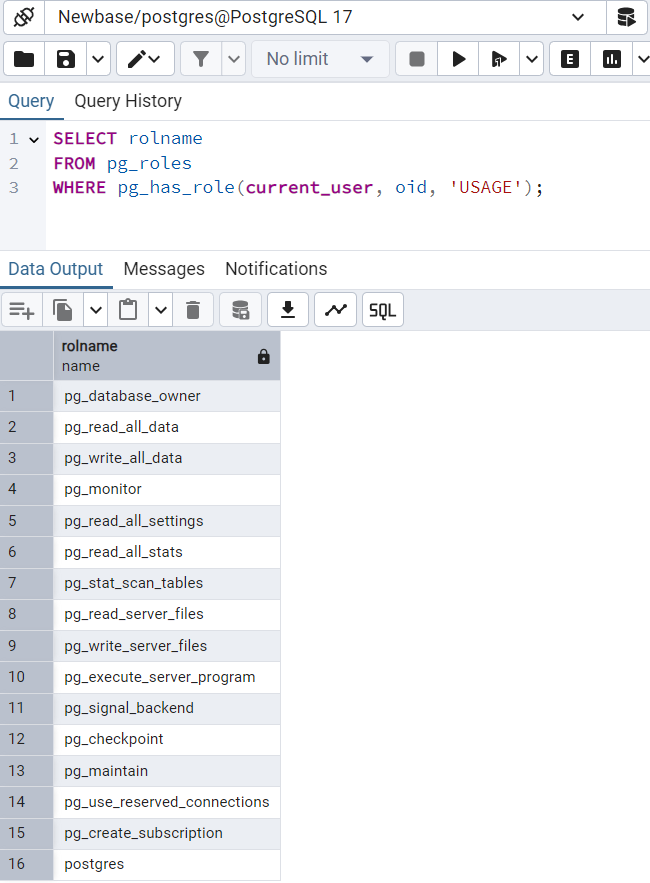 Newbase/postgres@PostgreSQL 17
No limit
E
Query Query History
1 SELECT rolname
2 FROM pg_roles
3 WHERE pg_has_role(current_user, oid, 'USAGE');
Data Output Messages Notifications
SQL
rolname
name
1 pg_database_owner
2 pg_read_all_data
3 pg_write_all_data
4 pg_monitor
5 pg_read_all_settings
6 pg_read_all_stats
7 pg_stat_scan_tables
8 pg_read_server_files
9 pg_write_server_files
10 pg_execute_server_program
11 pg_signal_backend
12 pg_checkpoint
13 pg_maintain
14 pg_use_reserved_connections
15 pg_create_subscription
16 postgres